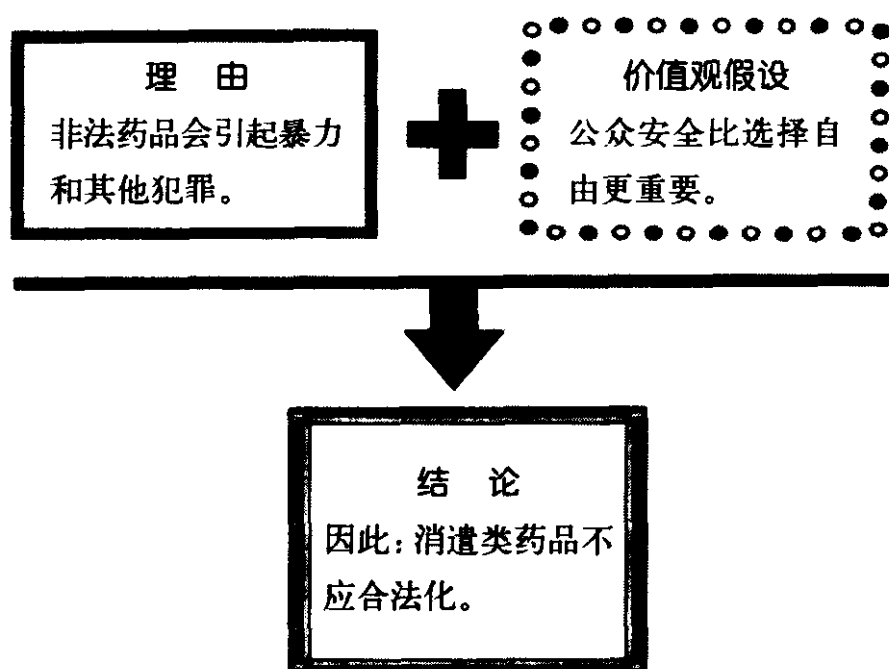 理 由
非法药品会引起暴力
和其他犯罪。
价值观假设
公众安全比选择自
由更重要。
结 论
因此：消遣类药品不
应合法化。